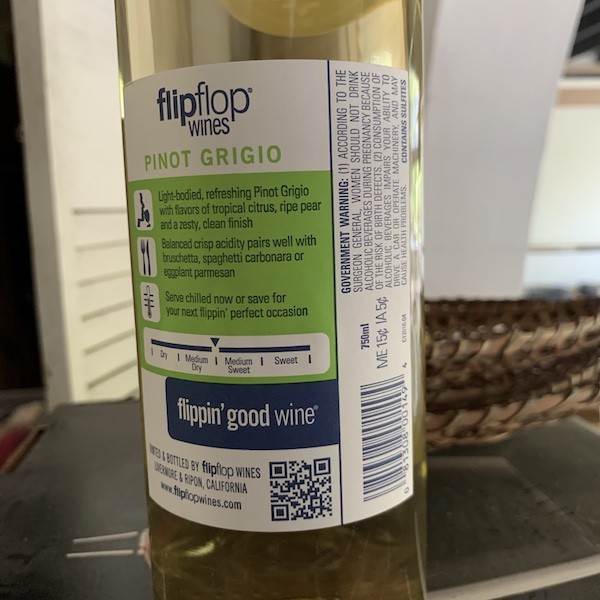 flipflop®
wines
PINOT GRIGIO
Light-bodied, refreshing Pinot Grigio
with flavors of tropical citrus, ripe pear
and a zesty, clean finish
Balanced crisp acidity pairs well with
bruschetta, spaghetti carbonara or
eggplant parmesan
Serve chilled now or save for
your next flippin' perfect occasion
Dry | Medium Dry | Medium Sweet | Sweet
flippin' good wine®
& BOTTLED BY flipflop WINES
LIVERMORE & RIPON, CALIFORNIA
www.flipflopwines.com
GOVERNMENT WARNING: (1) ACCORDING TO THE
SURGEON GENERAL, WOMEN SHOULD NOT DRINK
ALCOHOLIC BEVERAGES DURING PREGNANCY BECAUSE
OF THE RISK OF BIRTH DEFECTS. (2) CONSUMPTION OF
ALCOHOLIC BEVERAGES IMPAIRS YOUR ABILITY TO
DRIVE A CAR OR OPERATE MACHINERY, AND MAY
CAUSE HEALTH PROBLEMS. CONTAINS SULFITES
750ml
ME 15¢ IA 5¢